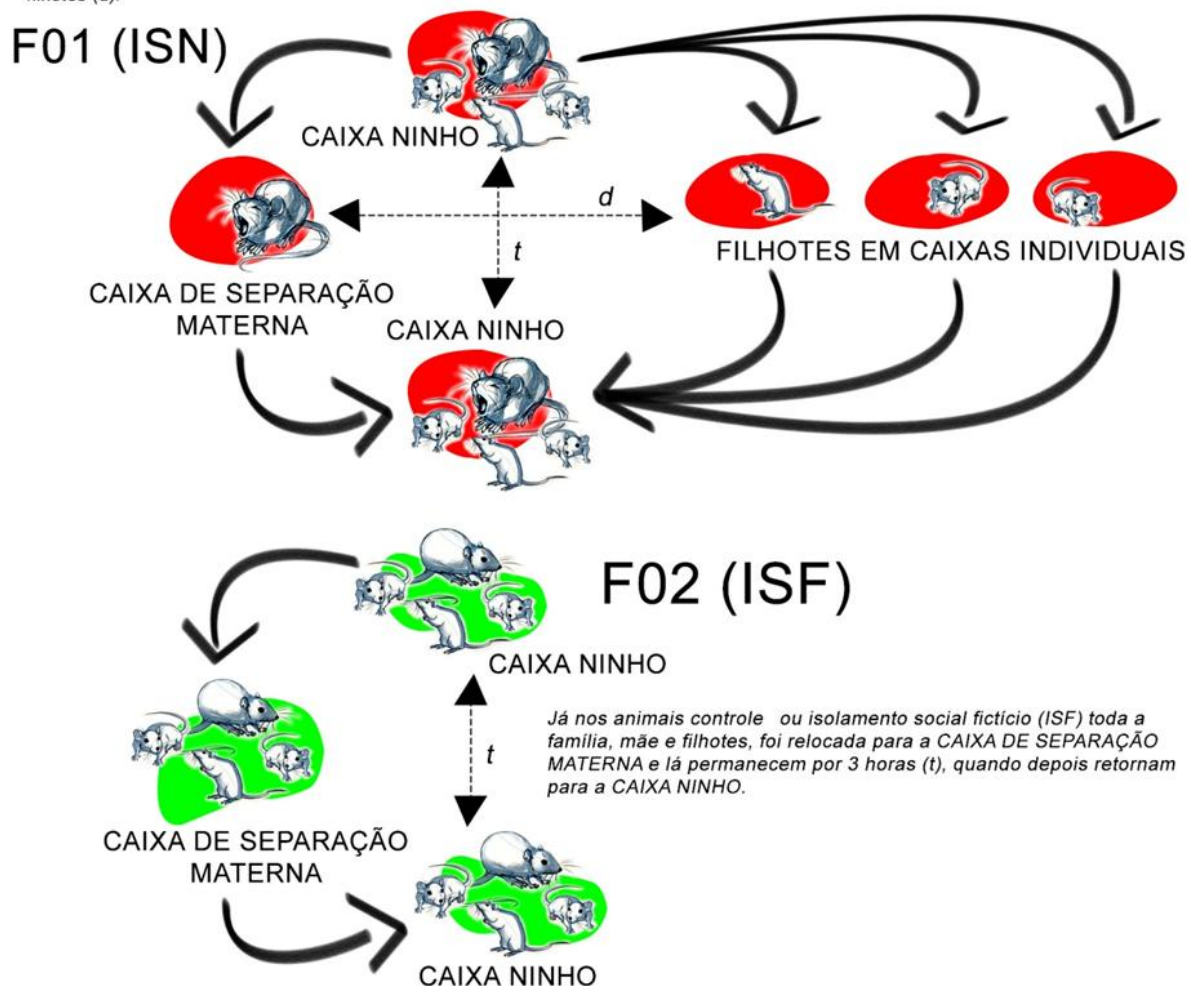 filhotes (d).
F01 (ISN)
CAIXA NINHO
d
t
FILHOTES EM CAIXAS INDIVIDUAIS
CAIXA DE SEPARAÇÃO
MATERNA
CAIXA NINHO
F02 (ISF)
CAIXA NINHO
Já nos animais controle ou isolamento social fictício (ISF) toda a
família, mãe e filhotes, foi relocada para a CAIXA DE SEPARAÇÃO
MATERNA e lá permanecem por 3 horas (t), quando depois retornam
para a CAIXA NINHO.
t
CAIXA DE SEPARAÇÃO
MATERNA
CAIXA NINHO